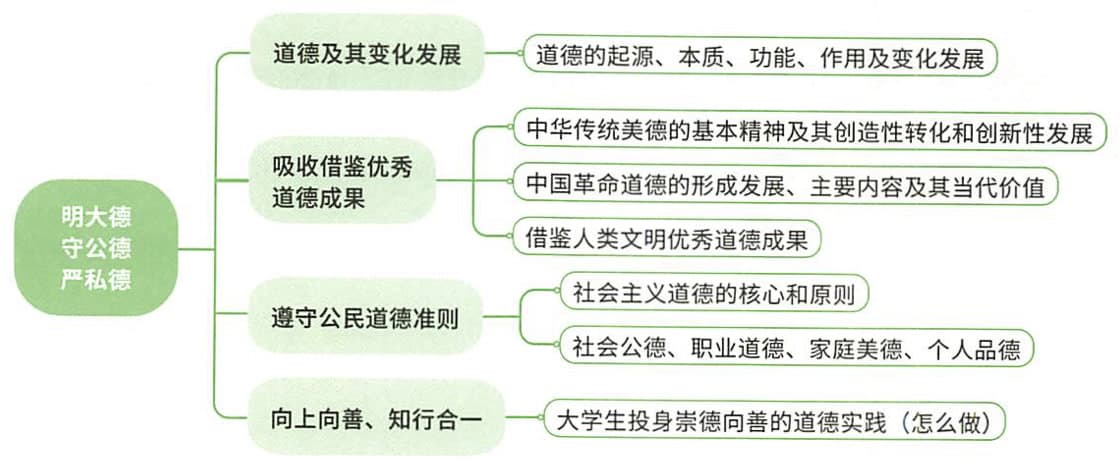 明大德
守公德
严私德
道德及其变化发展
道德的起源、本质、功能、作用及变化发展
吸收借鉴优秀
道德成果
中华传统美德的基本精神及其创造性转化和创新性发展
中国革命道德的形成发展、主要内容及其当代价值
借鉴人类文明优秀道德成果
遵守公民道德准则
社会主义道德的核心和原则
社会公德、职业道德、家庭美德、个人品德
向上向善、知行合一
大学生投身崇德向善的道德实践（怎么做）